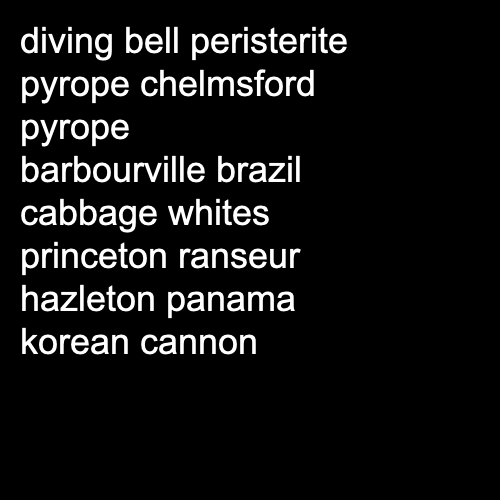 diving bell peristerite
pyrope chelmsford
pyrope
barbourville brazil
cabbage whites
princeton ranseur
hazleton panama
korean cannon